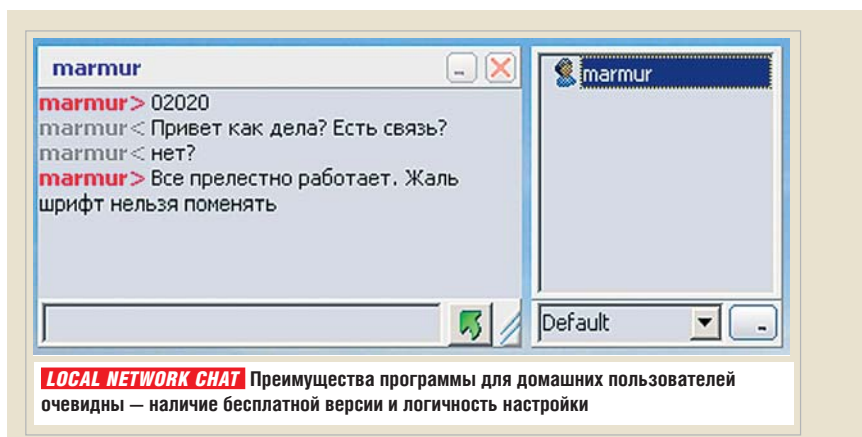 marmur
marmur> 02020
marmur< Привет как дела? Есть связь?
marmur< нет?
marmur> Все прелестно работает. Жаль
шрифт нельзя поменять
marmur
Default
LOCAL NETWORK CHAT Преимущества программы для домашних пользователей
очевидны — наличие бесплатной версии и логичность настройки